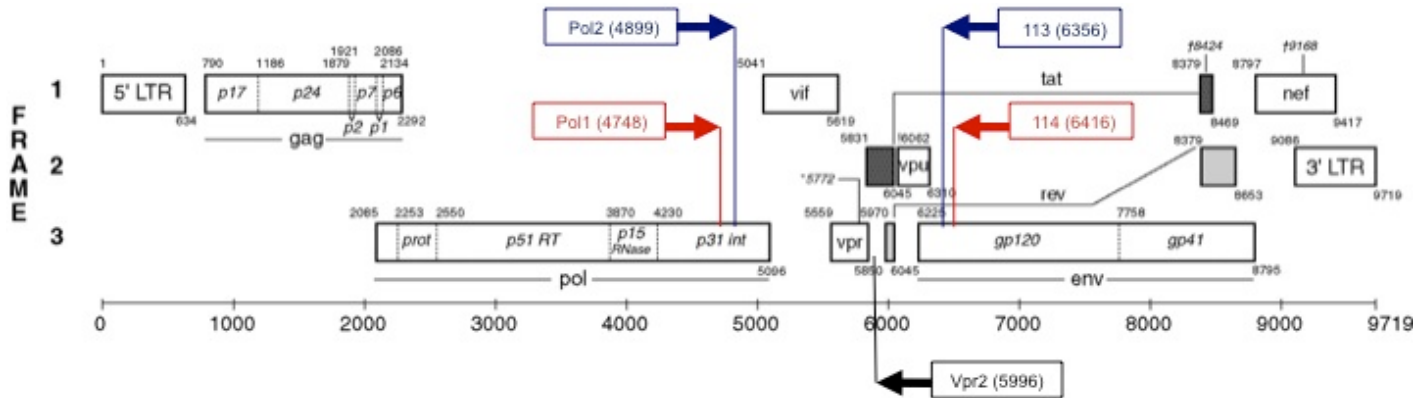 Pol2 (4899)
113 (6356)
1 790 1186 1921 2086
1879 2134
5041
†8424 †9168
8379 8797
FRAME
1
5' LTR p17 p24 p7 p6
p2 p1
vif
tat
nef
634 2292
gag
Pol1 (4748)
114 (6416)
5619
8469 9417
5831 !6062 8379 9086
2
vpu
3' LTR
*5772
6045 6310
rev
8653 9719
2085 2253 2550 3870 4230 5559 5970 6225 7758
3
prot p51 RT p15 RNase p31 int vpr gp120 gp41
5096 5850 6045 8795
pol
env
0 1000 2000 3000 4000 5000 6000 7000 8000 9000 9719
Vpr2 (5996)